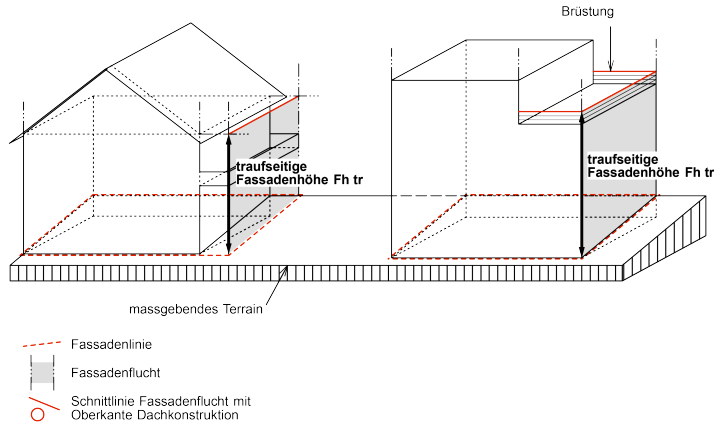 Brüstung
traufseitige
Fassadenhöhe Fh tr
traufseitige
Fassadenhöhe Fh tr
massgebendes Terrain
Fassadenlinie
Fassadenflucht
Schnittlinie Fassadenflucht mit
Oberkante Dachkonstruktion